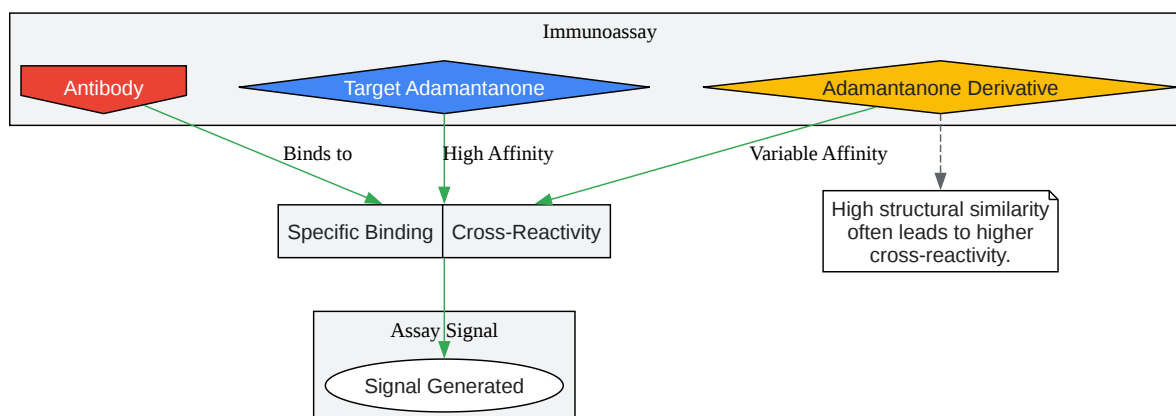 Immunoassay
Antibody
Target Adamantanone
Adamantanone Derivative
Binds to
High Affinity
Variable Affinity
Specific Binding
Cross-Reactivity
High structural similarity
often leads to higher
cross-reactivity.
Assay Signal
Signal Generated